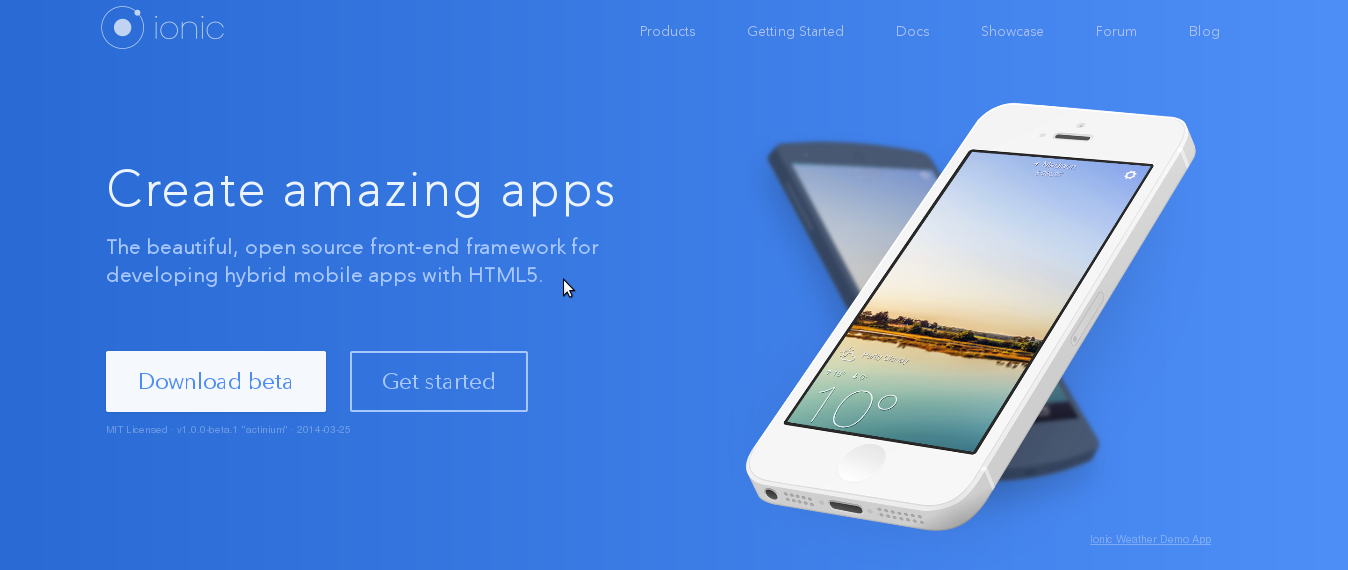 ionic
Products Getting Started Docs Showcase Forum Blog
Create amazing apps
The beautiful, open source front-end framework for
developing hybrid mobile apps with HTML5.
Download beta Get started
MIT Licensed · v1.0.0-beta.1 "actinium" · 2014-03-25
10°
Ionic Weather Demo App